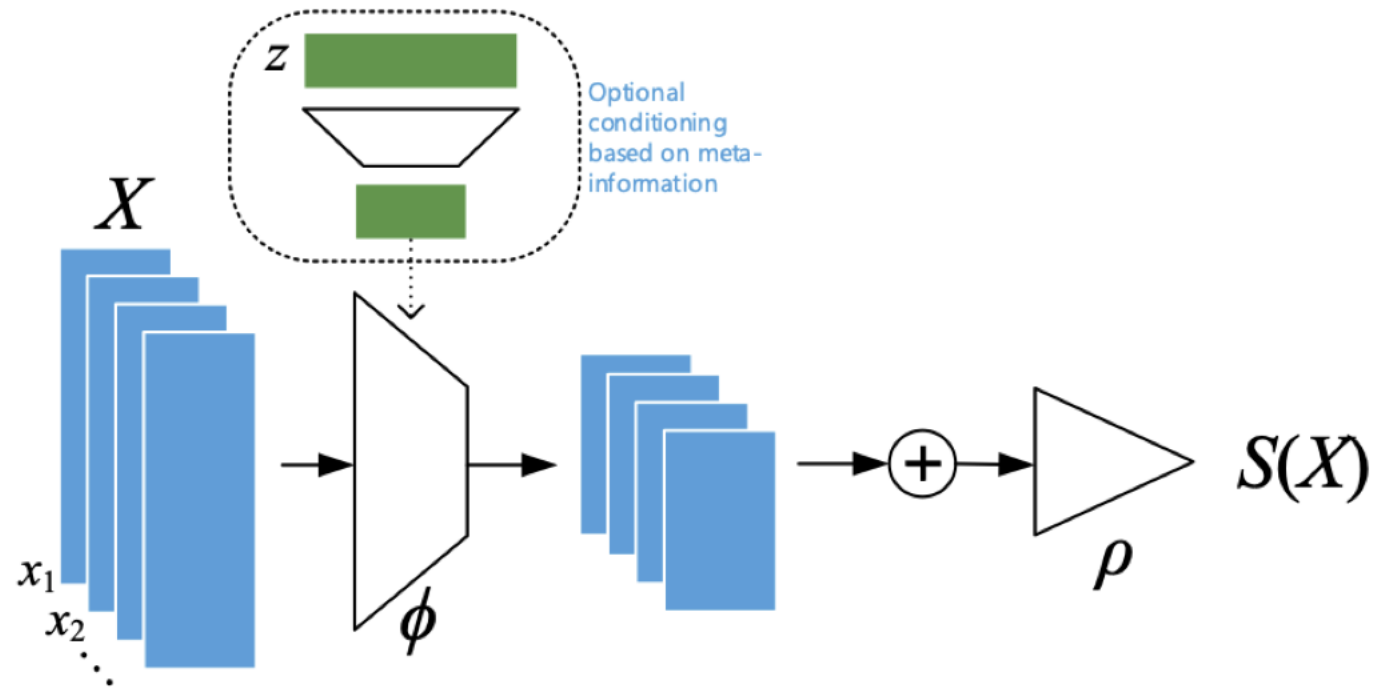 z
Optional
conditioning
based on meta-
information
X
x₁
x₂
⋱
ϕ
+
ρ
S(X)